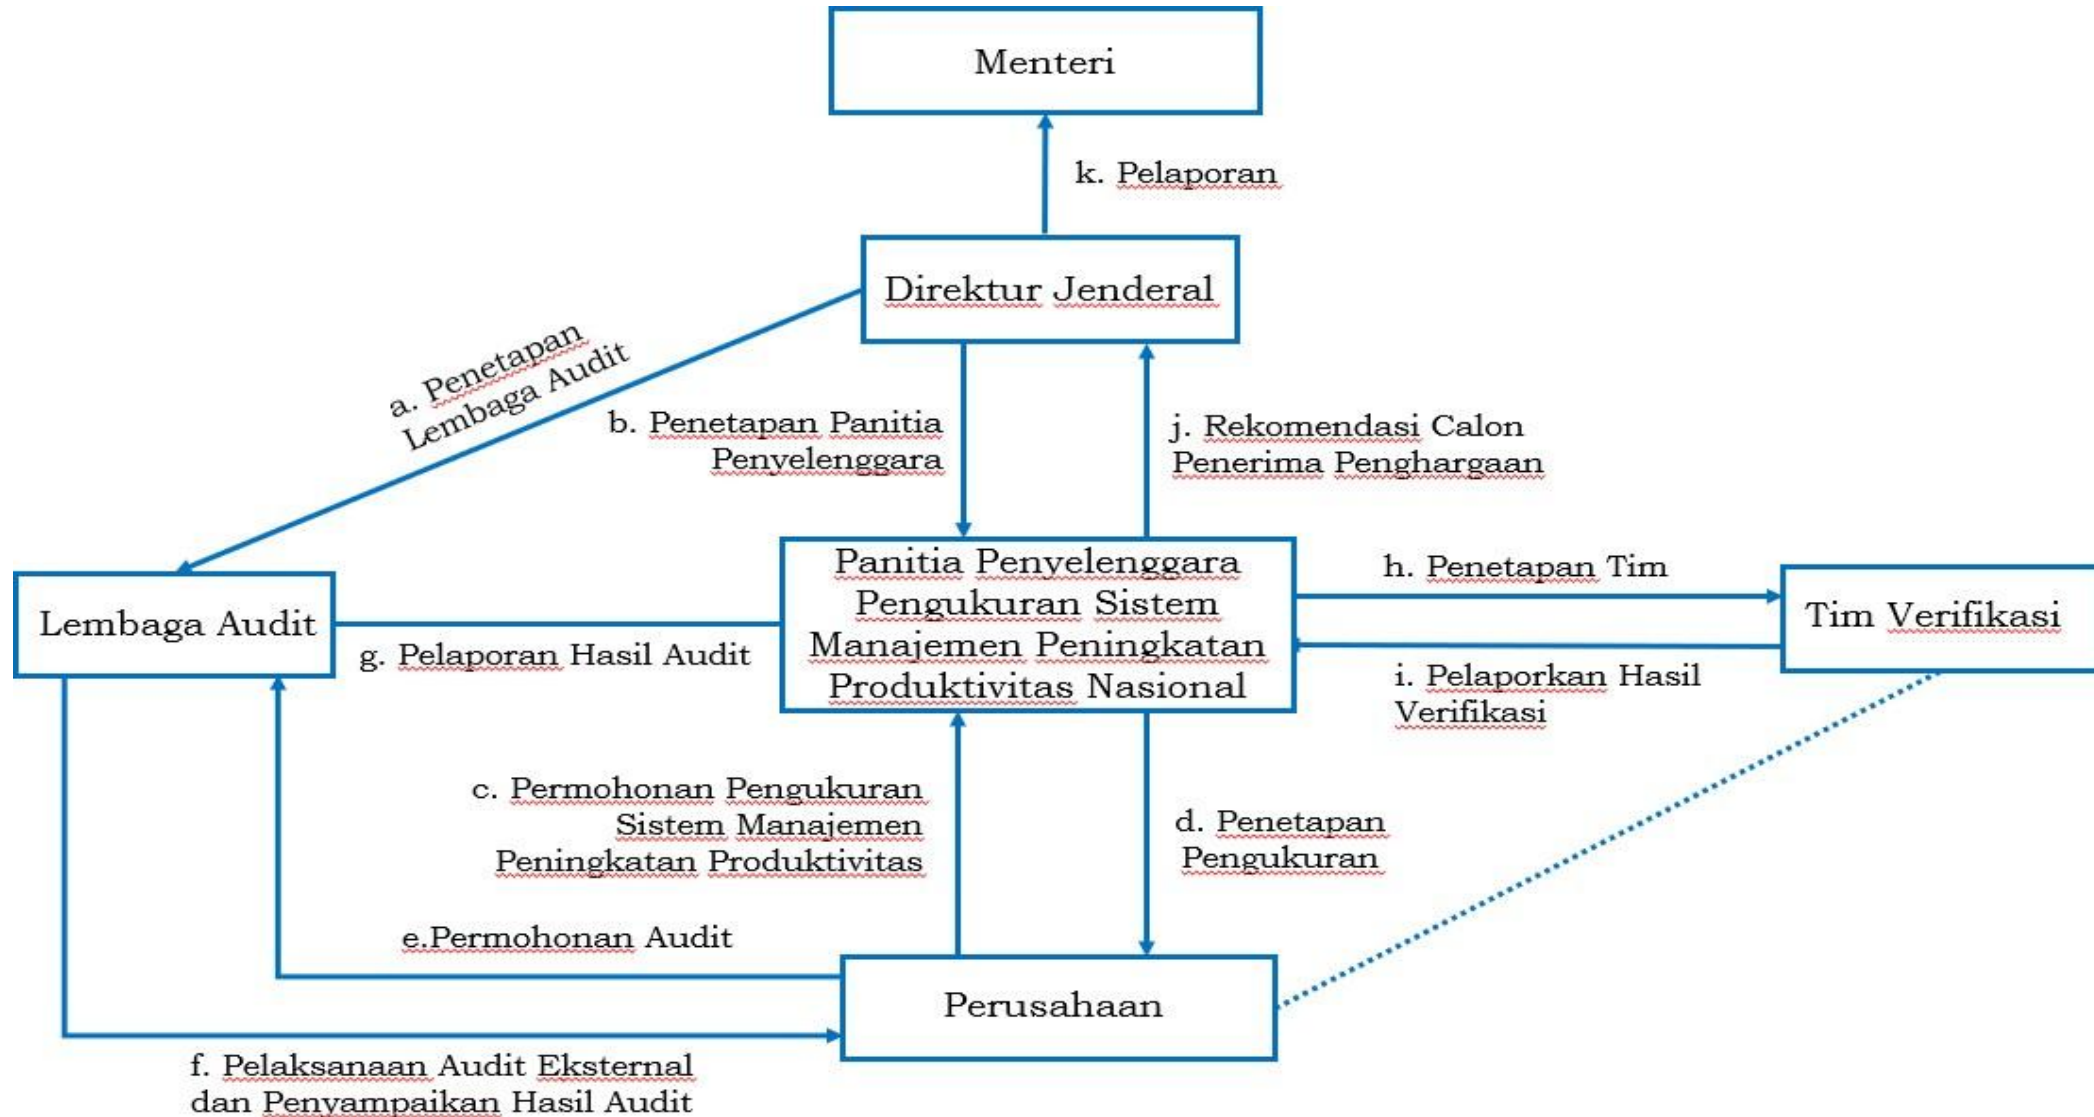 Menteri
k. Pelaporan
Direktur Jenderal
a. Penetapan
Lembaga Audit
b. Penetapan Panitia
Penyelenggara
j. Rekomendasi Calon
Penerima Penghargaan
Panitia Penyelenggara
Pengukuran Sistem
Manajemen Peningkatan
Produktivitas Nasional
h. Penetapan Tim
Lembaga Audit
Tim Verifikasi
g. Pelaporan Hasil Audit
i. Pelaporkan Hasil
Verifikasi
c. Permohonan Pengukuran
Sistem Manajemen
Peningkatan Produktivitas
d. Penetapan
Pengukuran
e.Permohonan Audit
Perusahaan
f. Pelaksanaan Audit Eksternal
dan Penyampaikan Hasil Audit